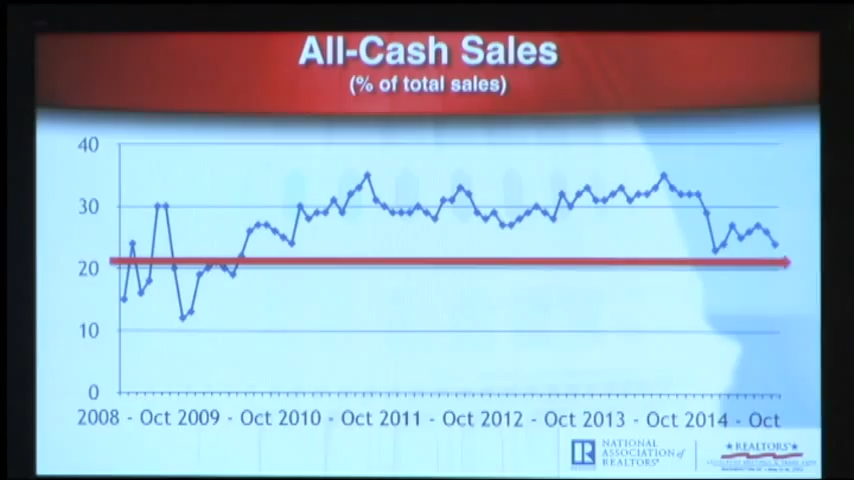 All-Cash Sales
(% of total sales)
40
30
20
10
0
2008 - Oct 2009 - Oct 2010 - Oct 2011 - Oct 2012 - Oct 2013 - Oct 2014 - Oct
NATIONAL
ASSOCIATION of
REALTORS®
REALTORS®